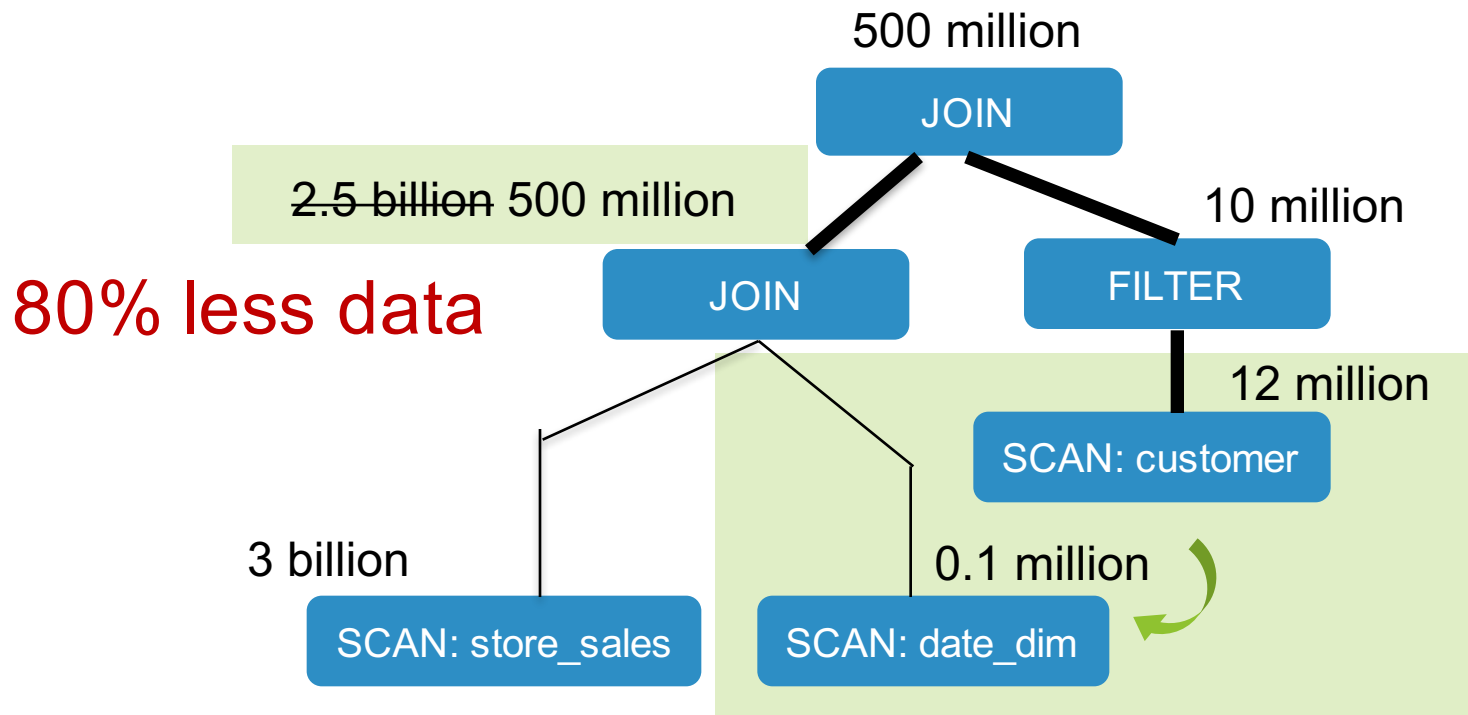 500 million
JOIN
2.5 billion 500 million
10 million
80% less data
JOIN
FILTER
12 million
SCAN: customer
3 billion
0.1 million
SCAN: store_sales
SCAN: date_dim